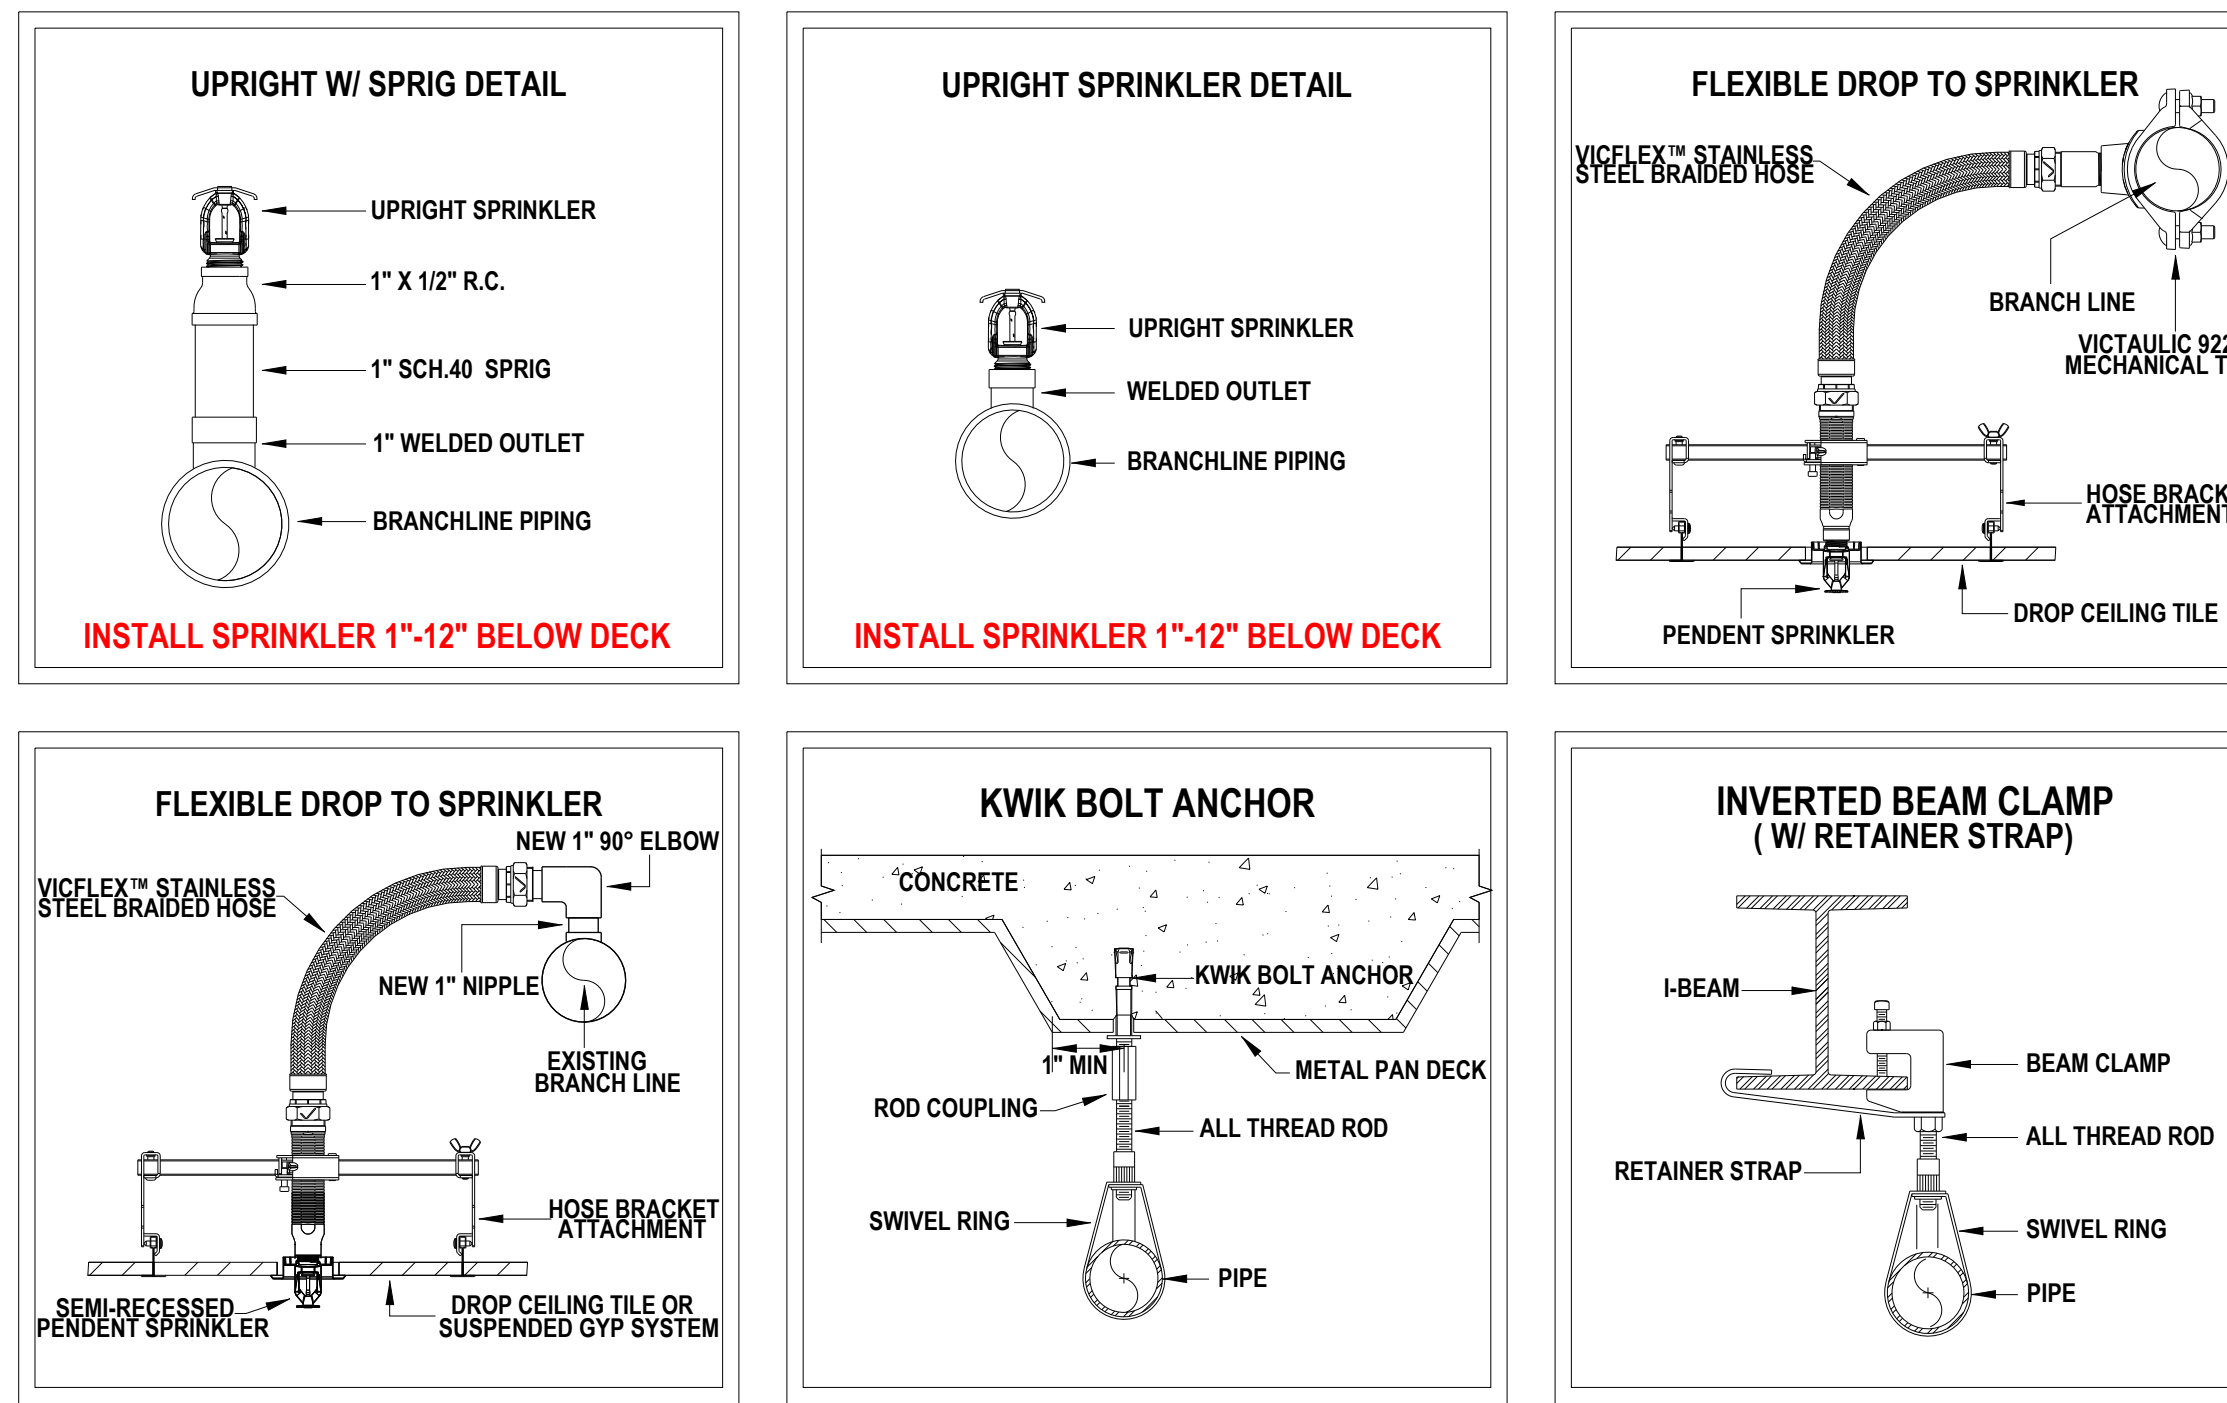 UPRIGHT W/ SPRIG DETAIL
UPRIGHT SPRINKLER
1" X 1/2" R.C.
1" SCH.40 SPRIG
1" WELDED OUTLET
BRANCHLINE PIPING
INSTALL SPRINKLER 1"-12" BELOW DECK
UPRIGHT SPRINKLER DETAIL
UPRIGHT SPRINKLER
WELDED OUTLET
BRANCHLINE PIPING
INSTALL SPRINKLER 1"-12" BELOW DECK
FLEXIBLE DROP TO SPRINKLER
VICFLEX™ STAINLESS
STEEL BRAIDED HOSE
BRANCH LINE
VICTAULIC 922
MECHANICAL T
HOSE BRACK
ATTACHMENT
DROP CEILING TILE
PENDENT SPRINKLER
FLEXIBLE DROP TO SPRINKLER
NEW 1" 90° ELBOW
VICFLEX™ STAINLESS
STEEL BRAIDED HOSE
NEW 1" NIPPLE
EXISTING
BRANCH LINE
HOSE BRACKET
ATTACHMENT
SEMI-RECESSED
PENDENT SPRINKLER
DROP CEILING TILE OR
SUSPENDED GYP SYSTEM
KWIK BOLT ANCHOR
CONCRETE
KWIK BOLT ANCHOR
1" MIN
METAL PAN DECK
ROD COUPLING
ALL THREAD ROD
SWIVEL RING
PIPE
INVERTED BEAM CLAMP
( W/ RETAINER STRAP)
I-BEAM
BEAM CLAMP
ALL THREAD ROD
RETAINER STRAP
SWIVEL RING
PIPE